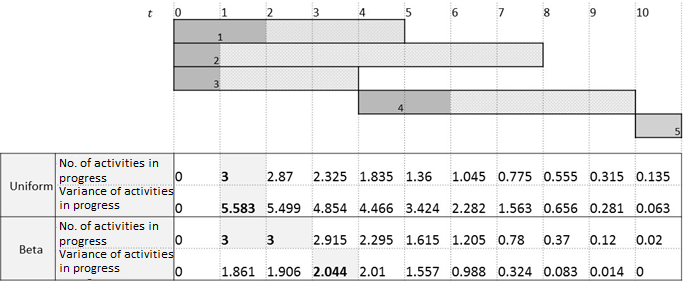 t 0 1 2 3 4 5 6 7 8 9 10
1
2
3
4
5
Uniform
No. of activities in
progress
0 3 2.87 2.325 1.835 1.36 1.045 0.775 0.555 0.315 0.135
Variance of activities
in progress
0 5.583 5.499 4.854 4.466 3.424 2.282 1.563 0.656 0.281 0.063
Beta
No. of activities in
progress
0 3 3 2.915 2.295 1.615 1.205 0.78 0.37 0.12 0.02
Variance of activities
in progress
0 1.861 1.906 2.044 2.01 1.557 0.988 0.324 0.083 0.014 0